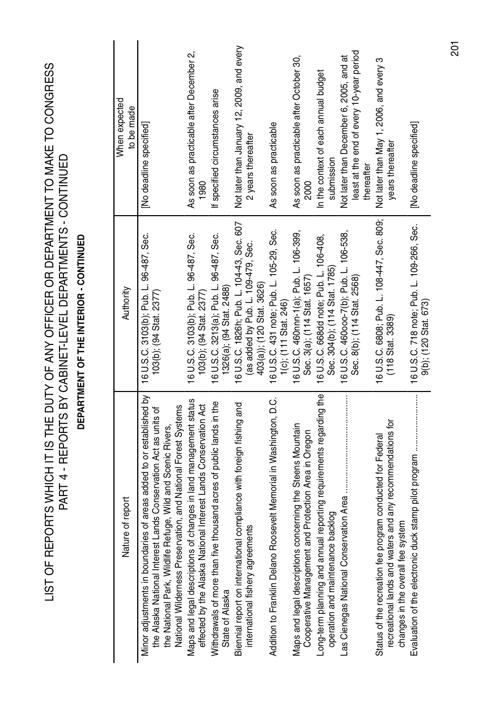 LIST OF REPORTS WHICH IT IS THE DUTY OF ANY OFFICER OR DEPARTMENT TO MAKE TO CONGRESS
PART 4 - REPORTS BY CABINET-LEVEL DEPARTMENTS - CONTINUED
DEPARTMENT OF THE INTERIOR - CONTINUED
Nature of report
Authority
When expected
to be made
Minor adjustments in boundaries of areas added to or established by
the Alaska National Interest Lands Conservation Act as units of
the National Park, Wildlife Refuge, Wild and Scenic Rivers,
National Wilderness Preservation, and National Forest Systems
16 U.S.C. 3103(b); Pub. L. 96-487, Sec.
103(b); (94 Stat. 2377)
[No deadline specified]
Maps and legal descriptions of changes in land management status
effected by the Alaska National Interest Lands Conservation Act
16 U.S.C. 3103(b); Pub. L. 96-487, Sec.
103(b); (94 Stat. 2377)
As soon as practicable after December 2,
1980
Withdrawals of more than five thousand acres of public lands in the
State of Alaska
16 U.S.C. 3213(a); Pub. L. 96-487, Sec.
1326(a); (94 Stat. 2488)
If specified circumstances arise
Biennial report on international compliance with foreign fishing and
international fishery agreements
16 U.S.C. 1826h; Pub. L. 104-43, Sec. 607
(as added by Pub. L. 109-479, Sec.
403(a)); (120 Stat. 3626)
Not later than January 12, 2009, and every
2 years thereafter
Addition to Franklin Delano Roosevelt Memorial in Washington, D.C.
16 U.S.C. 431 note; Pub. L. 105-29, Sec.
1(c); (111 Stat. 246)
As soon as practicable
Maps and legal descriptions concerning the Steens Mountain
Cooperative Management and Protection Area in Oregon
16 U.S.C. 460nnn-1(a); Pub. L. 106-399,
Sec. 3(a); (114 Stat. 1657)
As soon as practicable after October 30,
2000
Long-term planning and annual reporting requirements regarding the
operation and maintenance backlog
16 U.S.C. 668dd note; Pub. L. 106-408,
Sec. 304(b); (114 Stat. 1765)
In the context of each annual budget
submission
Las Cienegas National Conservation Area
16 U.S.C. 460ooo-7(b); Pub. L. 106-538,
Sec. 8(b); (114 Stat. 2568)
Not later than December 6, 2005, and at
least at the end of every 10-year period
thereafter
Status of the recreation fee program conducted for Federal
recreational lands and waters and any recommendations for
changes in the overall fee system
16 U.S.C. 6808; Pub. L. 108-447, Sec. 809;
(118 Stat. 3389)
Not later than May 1, 2006, and every 3
years thereafter
Evaluation of the electronic duck stamp pilot program
16 U.S.C. 718 note; Pub. L. 109-266, Sec.
9(b); (120 Stat. 673)
[No deadline specified]
201